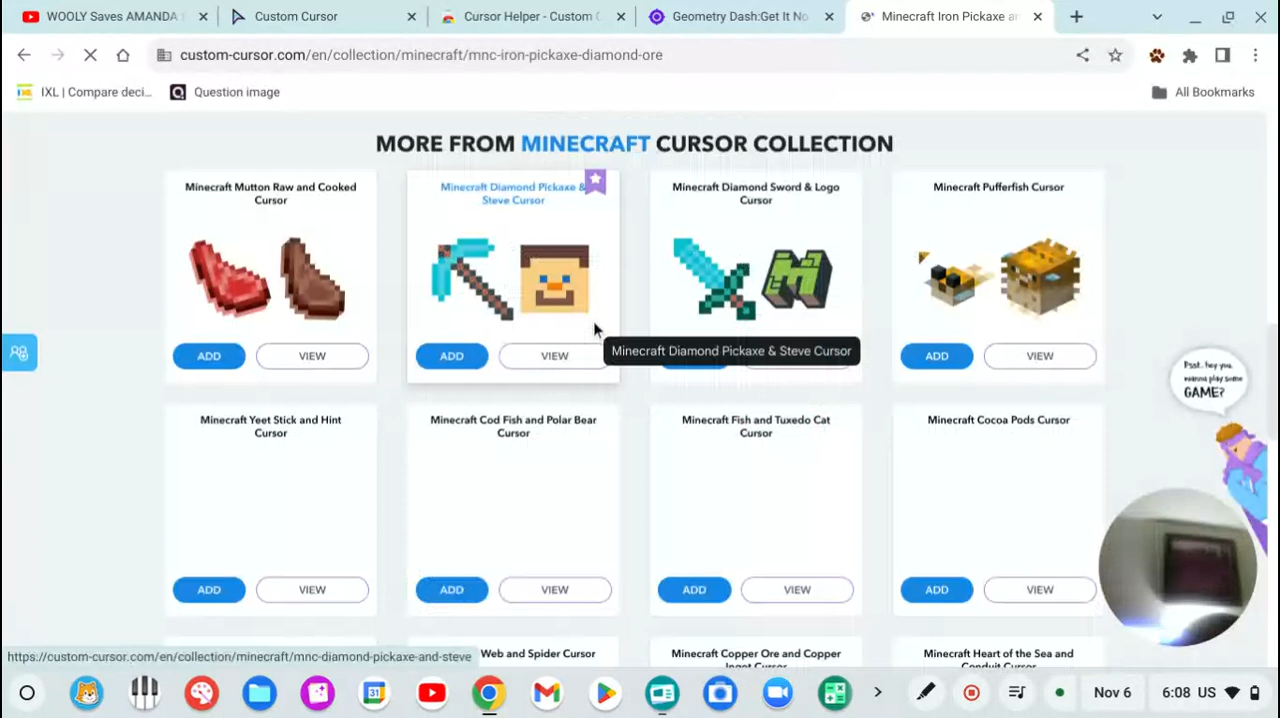 WOOLY Saves AMANDA
Custom Cursor
Cursor Helper - Custom C
Geometry Dash:Get It No
Minecraft Iron Pickaxe ar
custom-cursor.com/en/collection/minecraft/mnc-iron-pickaxe-diamond-ore
IXL | Compare deci...
Question image
All Bookmarks
MORE FROM MINECRAFT CURSOR COLLECTION
Minecraft Mutton Raw and Cooked
Cursor
Minecraft Diamond Pickaxe &
Steve Cursor
Minecraft Diamond Sword & Logo
Cursor
Minecraft Pufferfish Cursor
ADD
VIEW
ADD
VIEW
Minecraft Diamond Pickaxe & Steve Cursor
ADD
VIEW
Psst.. hey you,
wanna play some
GAME?
Minecraft Yeet Stick and Hint
Cursor
Minecraft Cod Fish and Polar Bear
Cursor
Minecraft Fish and Tuxedo Cat
Cursor
Minecraft Cocoa Pods Cursor
ADD
VIEW
ADD
VIEW
ADD
VIEW
ADD
VIEW
https://custom-cursor.com/en/collection/minecraft/mnc-diamond-pickaxe-and-steve
Web and Spider Cursor
Minecraft Copper Ore and Copper
Ingot Cursor
Minecraft Heart of the Sea and
Conduit Cursor
31
Nov 6
6:08 US